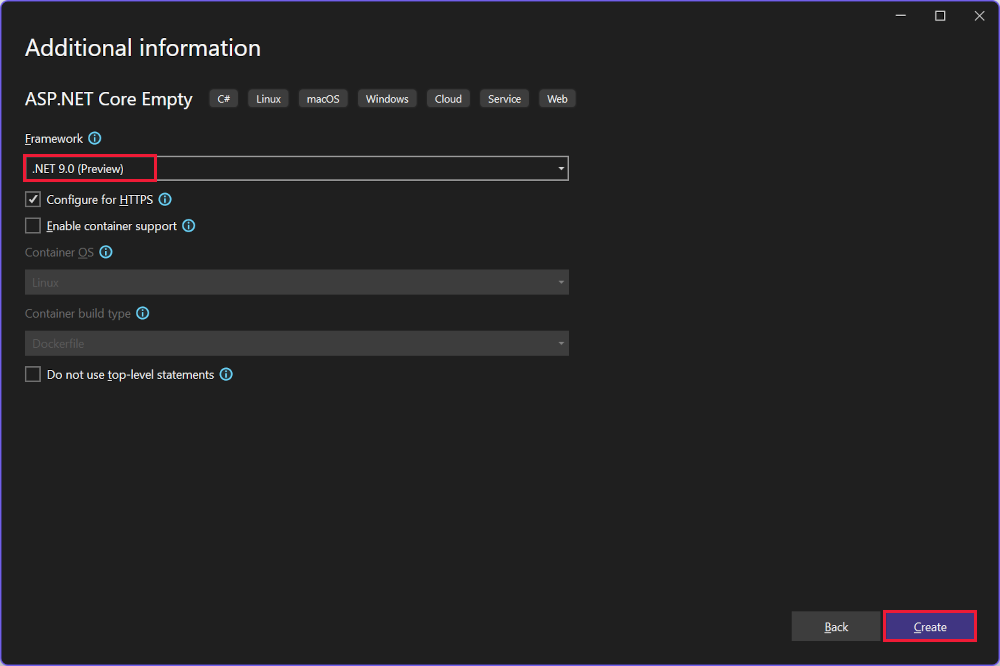 Additional information
ASP.NET Core Empty C# Linux macOS Windows Cloud Service Web
Framework
.NET 9.0 (Preview)
Configure for HTTPS
Enable container support
Container OS
Linux
Container build type
Dockerfile
Do not use top-level statements
Back Create